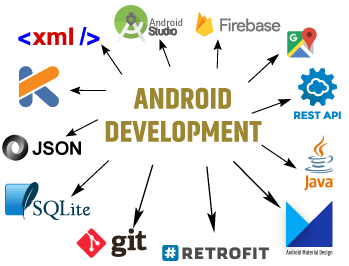 Android
Studio
Firebase
<xml />
ANDROID
DEVELOPMENT
REST API
JSON
Java
SQLite
git
# RETROFIT
Android Material Design